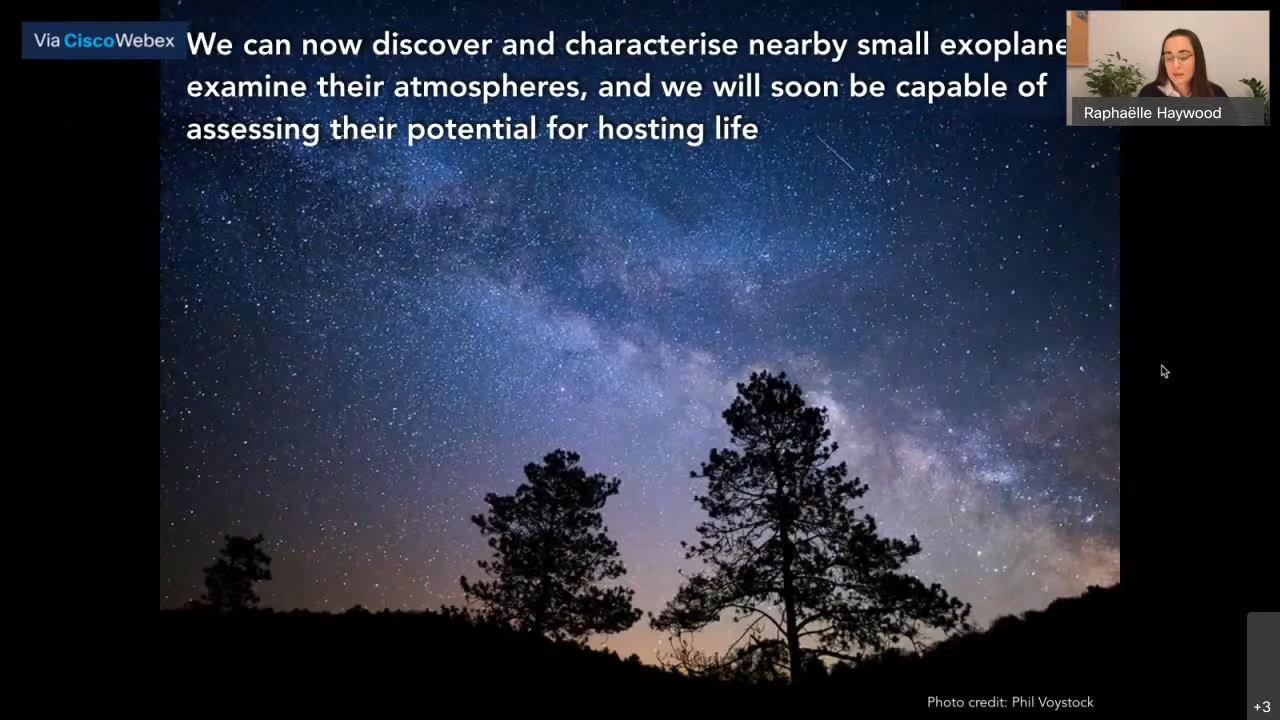 Via CiscoWebex
We can now discover and characterise nearby small
examine their atmospheres, and we will soon be capable of
assessing their potential for hosting life
Raphaëlle Haywood
Photo credit: Phil Voystock
+3